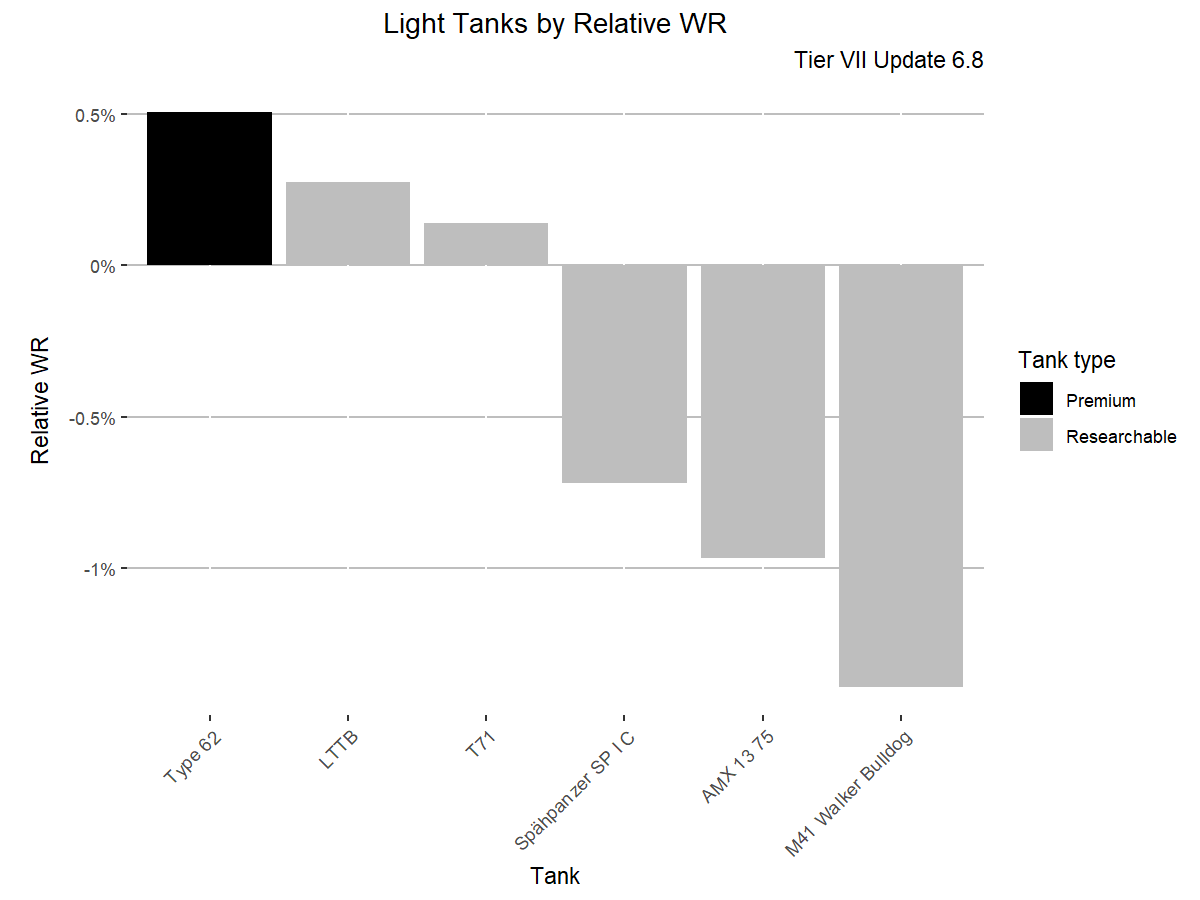 Light Tanks by Relative WR
Tier VII Update 6.8
0.5%
0%
-0.5%
-1%
Relative WR
Type 62
LTTB
T71
Spähpanzer SP I C
AMX 13 75
M41 Walker Bulldog
Tank
Tank type
Premium
Researchable